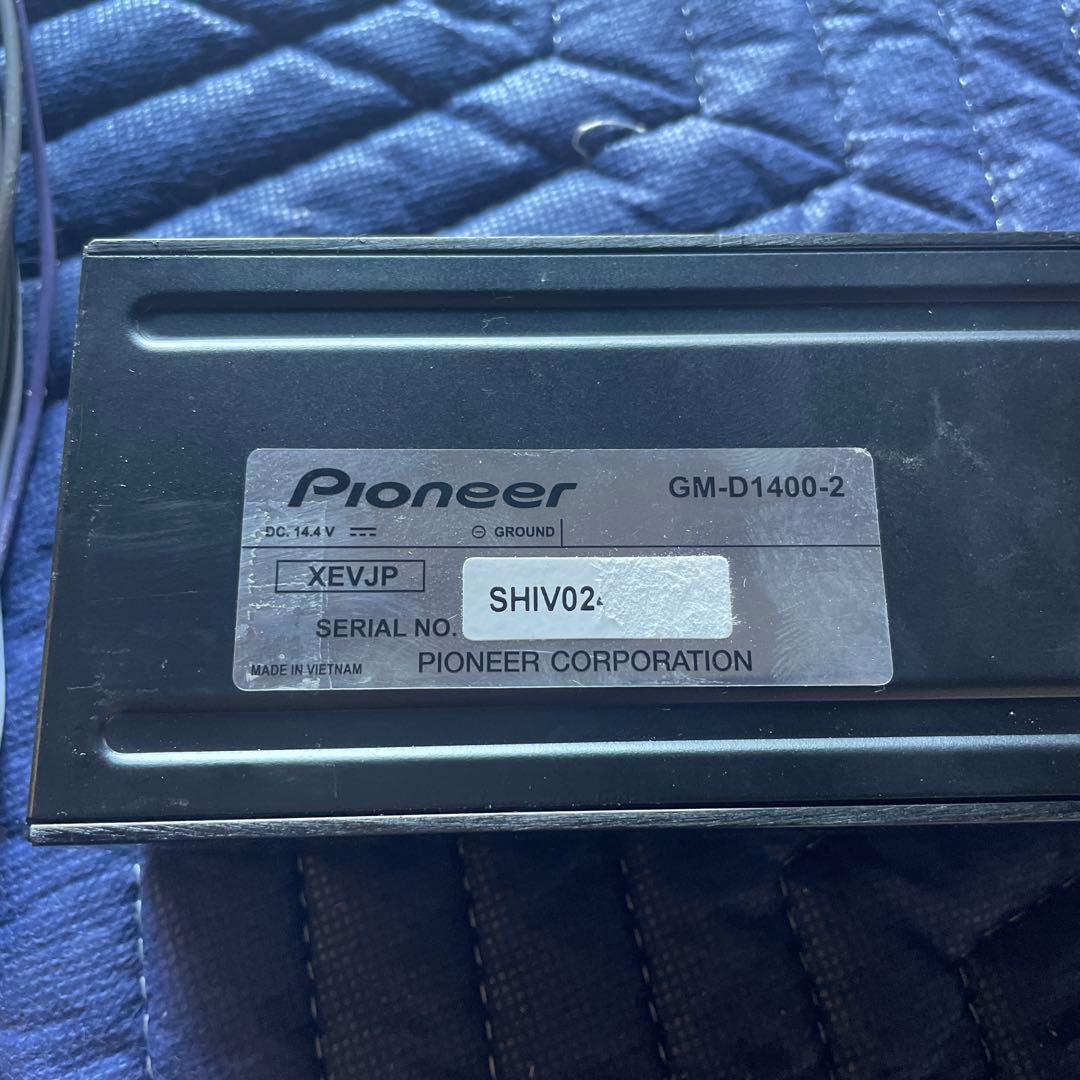 Pioneer GM-D1400-2
DC. 14.4 V ⎓ ⊖ GROUND
XEVJP
SERIAL NO. SHIV02
MADE IN VIETNAM PIONEER CORPORATION